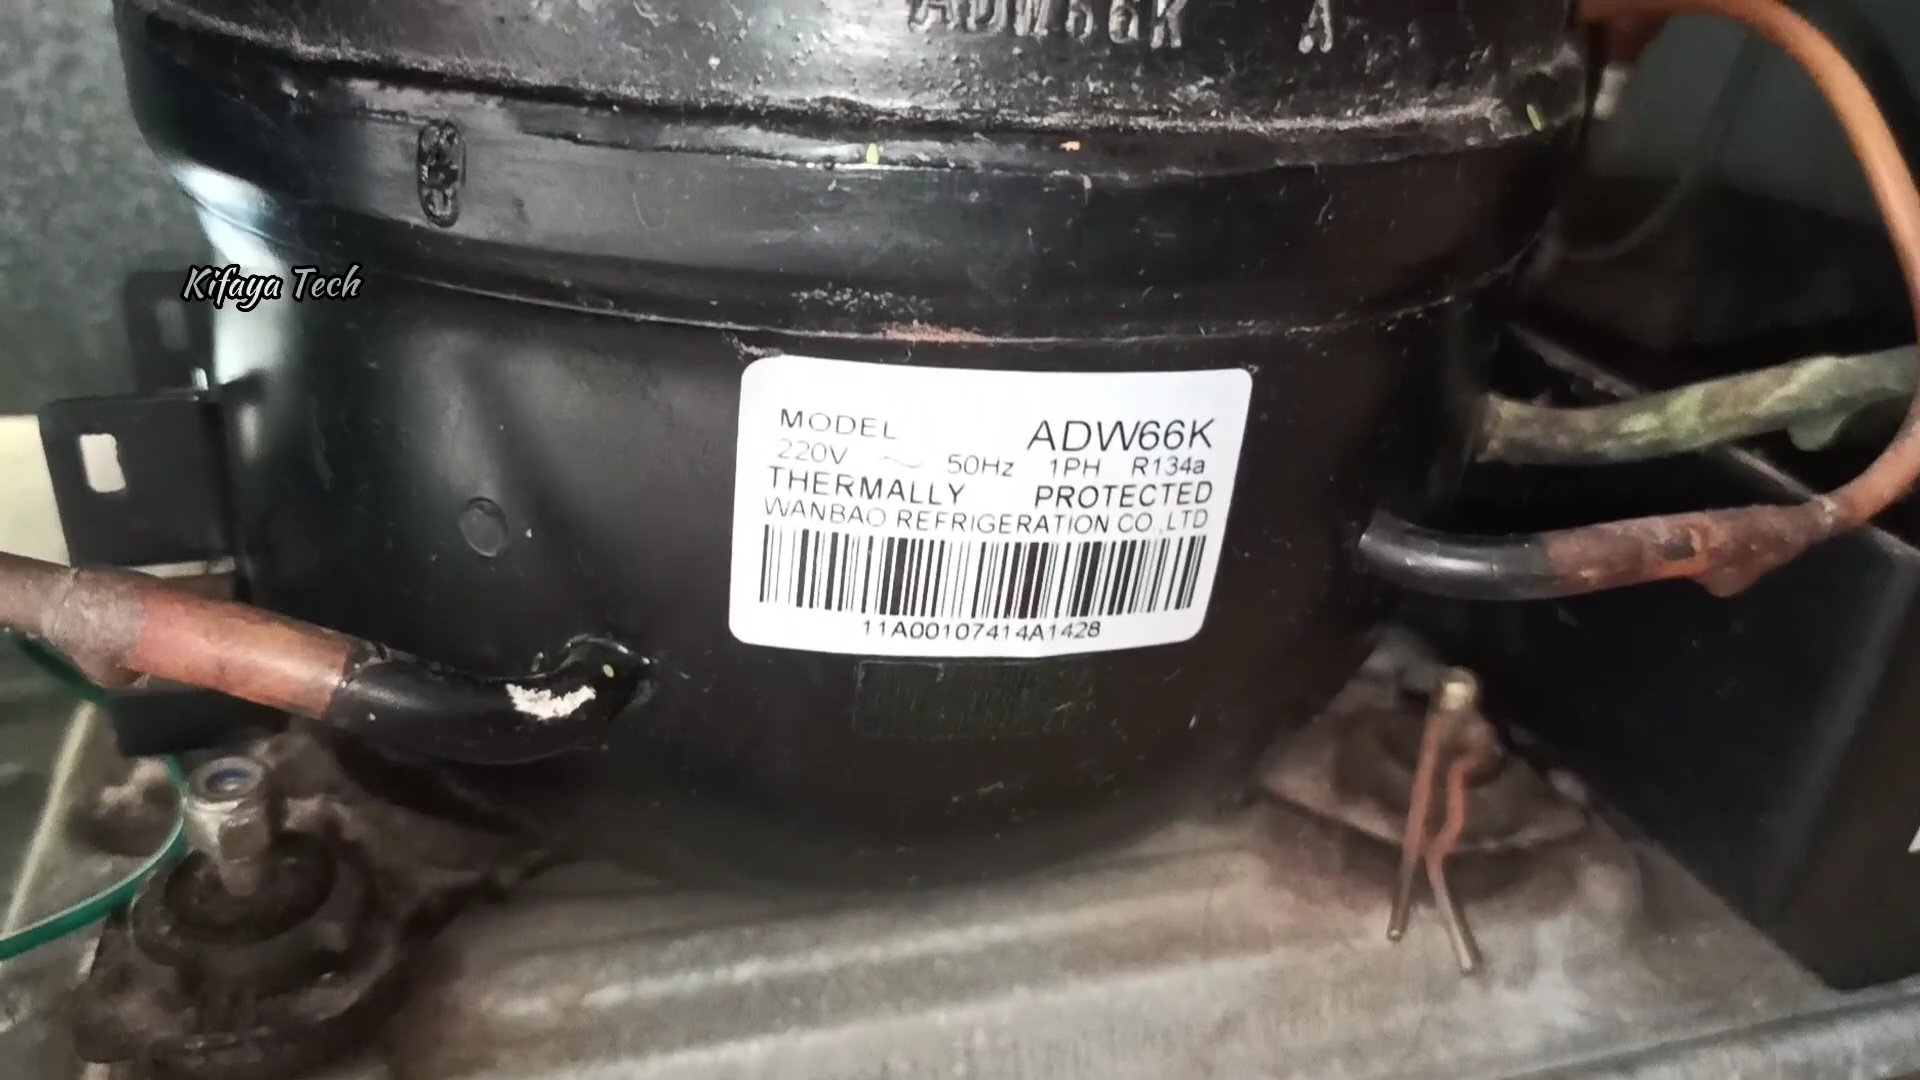 ADW66K A
Kifaya Tech
MODEL ADW66K
220V ~ 50Hz 1PH R134a
THERMALLY PROTECTED
WANBAO REFRIGERATION CO.,LTD
11A00107414A1428